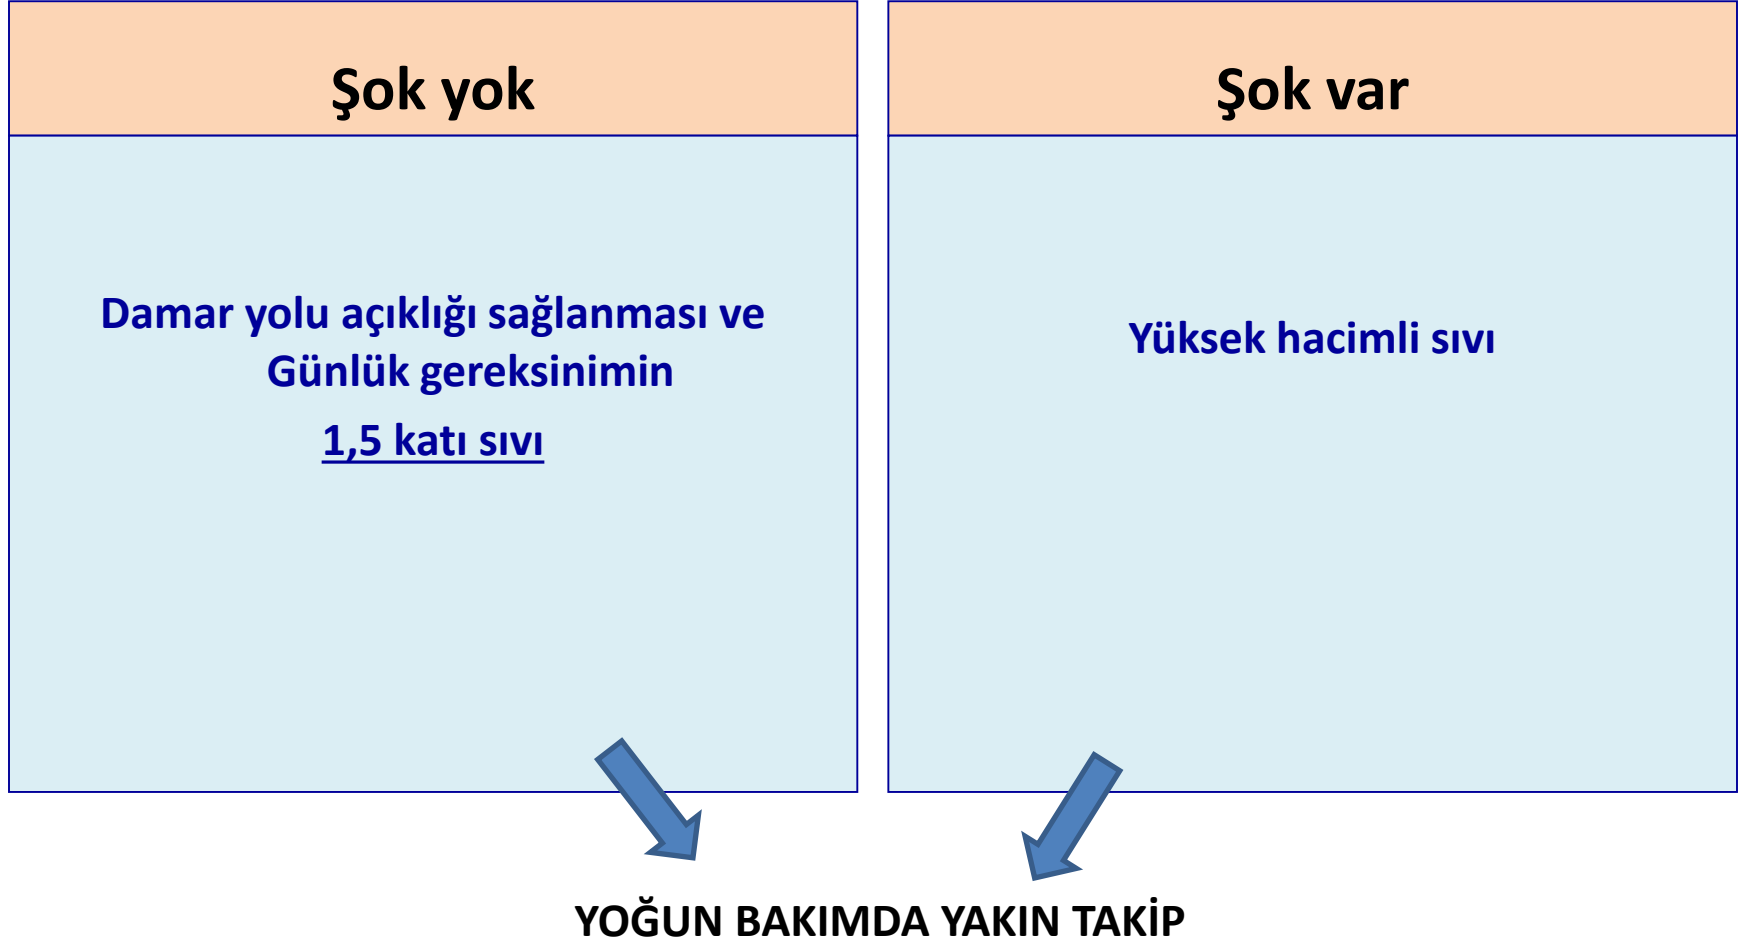 Şok yok
Damar yolu açıklığı sağlanması ve
Günlük gereksinimin
1,5 katı sıvı
Şok var
Yüksek hacimli sıvı
YOĞUN BAKIMDA YAKIN TAKİP